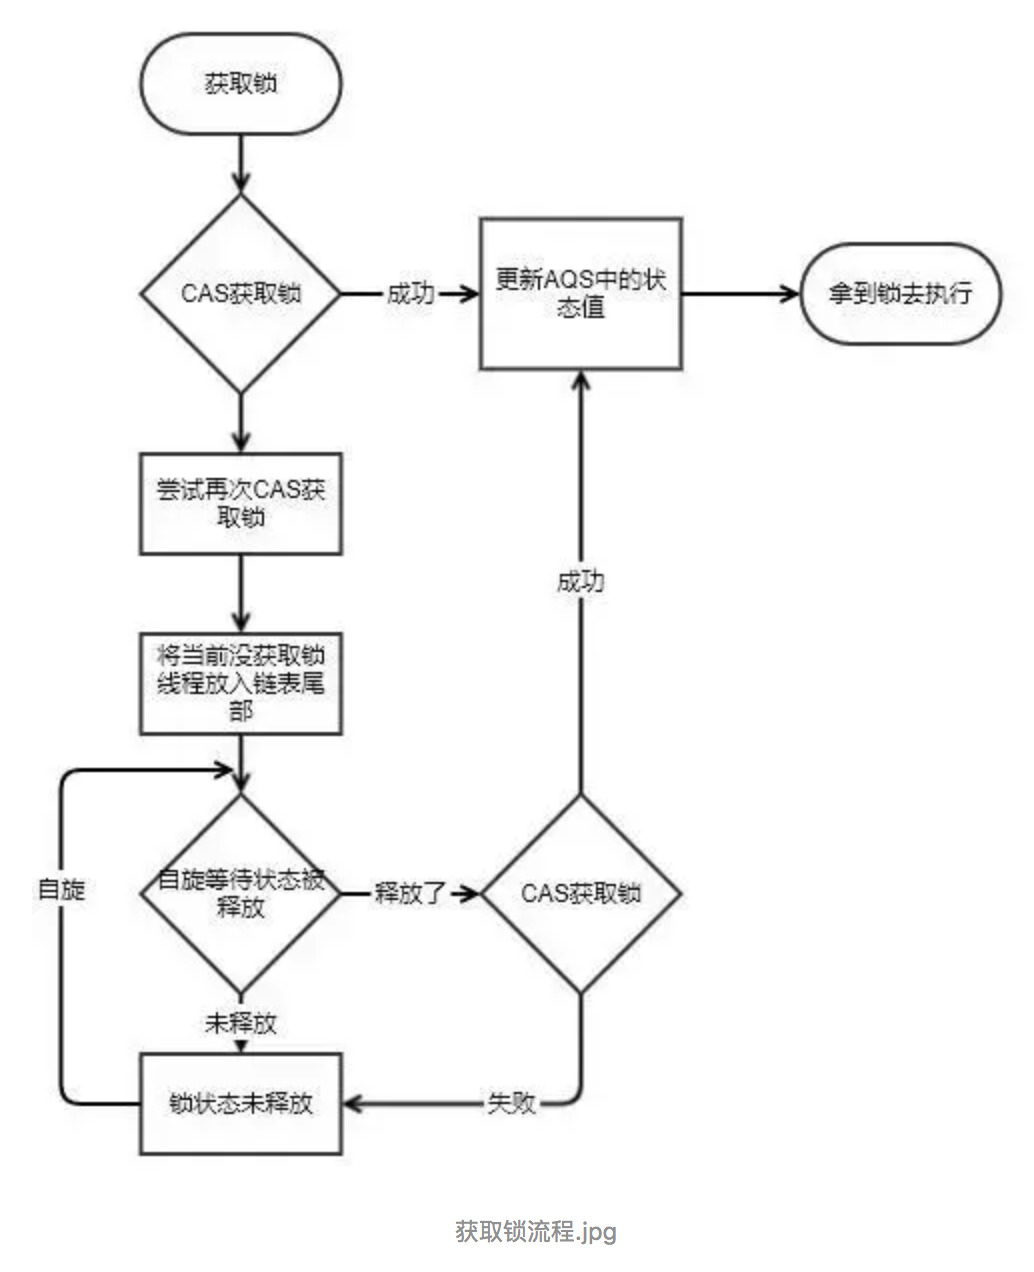 获取锁
CAS获取锁
成功
更新AQS中的状
态值
拿到锁去执行
尝试再次CAS获
取锁
成功
将当前没获取锁
线程放入链表尾
部
自旋
自旋等待状态被
释放
释放了
CAS获取锁
未释放
锁状态未释放
失败
获取锁流程.jpg